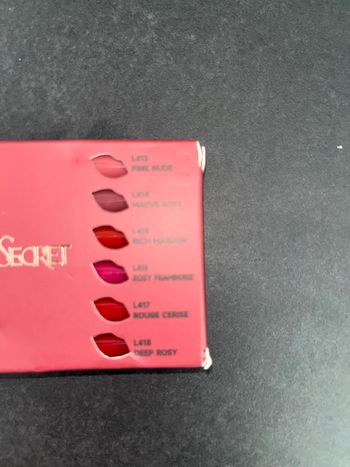 SECRET
L413
PINK NUDE
L414
MAUVE ROSY
L415
RICH MAROON
L416
ROSY FRAMBOISE
L417
ROUGE CERISE
L418
DEEP ROSY